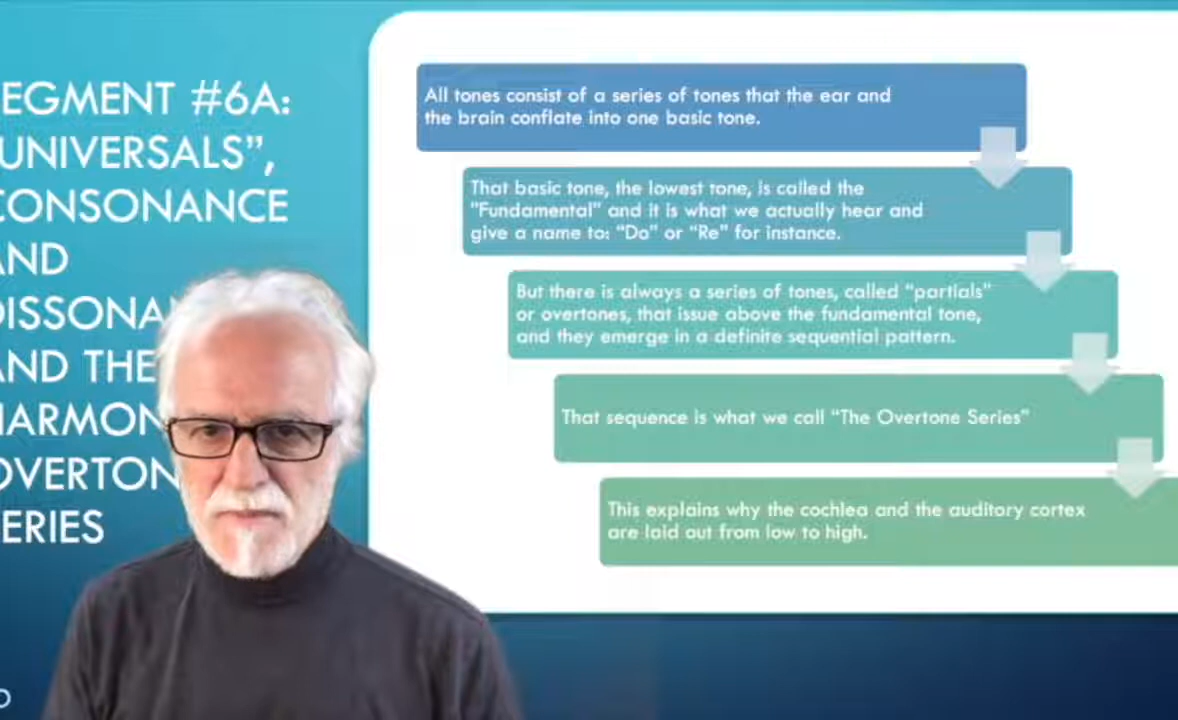 EGMENT #6A:
UNIVERSALS”,
CONSONANCE
AND
DISSONA
AND THE
HARMON
OVERTON
ERIES
All tones consist of a series of tones that the ear and
the brain conflate into one basic tone.
That basic tone, the lowest tone, is called the
"Fundamental" and it is what we actually hear and
give a name to: “Do” or “Re” for instance.
But there is always a series of tones, called “partials”
or overtones, that issue above the fundamental tone,
and they emerge in a definite sequential pattern.
That sequence is what we call “The Overtone Series”
This explains why the cochlea and the auditory cortex
are laid out from low to high.